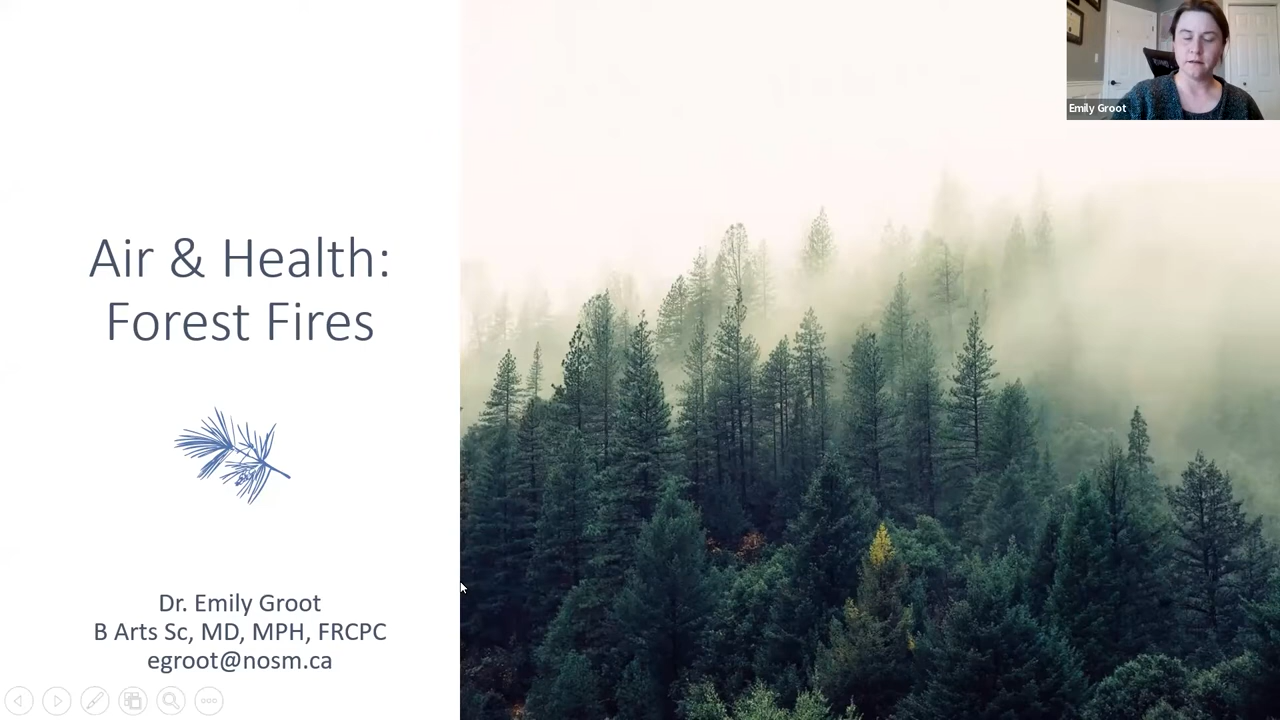 Air & Health:
Forest Fires
Dr. Emily Groot
B Arts Sc, MD, MPH, FRCPC
egroot@nosm.ca
Emily Groot